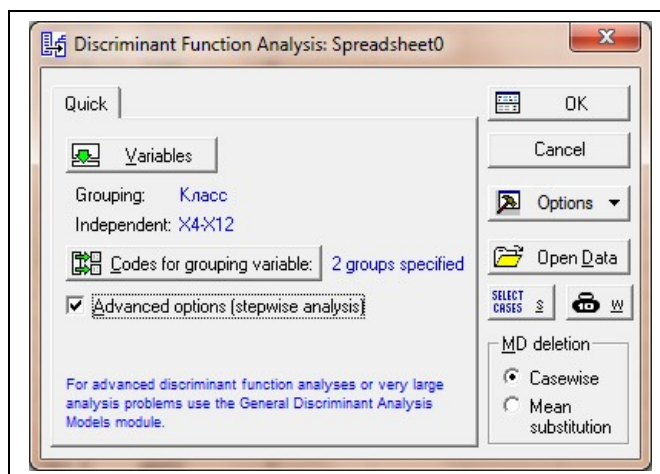 Discriminant Function Analysis: Spreadsheet0
Quick
Variables
Grouping: Класс
Independent: X4-X12
Codes for grouping variable: 2 groups specified
Advanced options (stepwise analysis)
For advanced discriminant function analyses or very large
analysis problems use the General Discriminant Analysis
Models module.
OK
Cancel
Options
Open Data
SELECT
CASES S W
MD deletion
Casewise
Mean
substitution